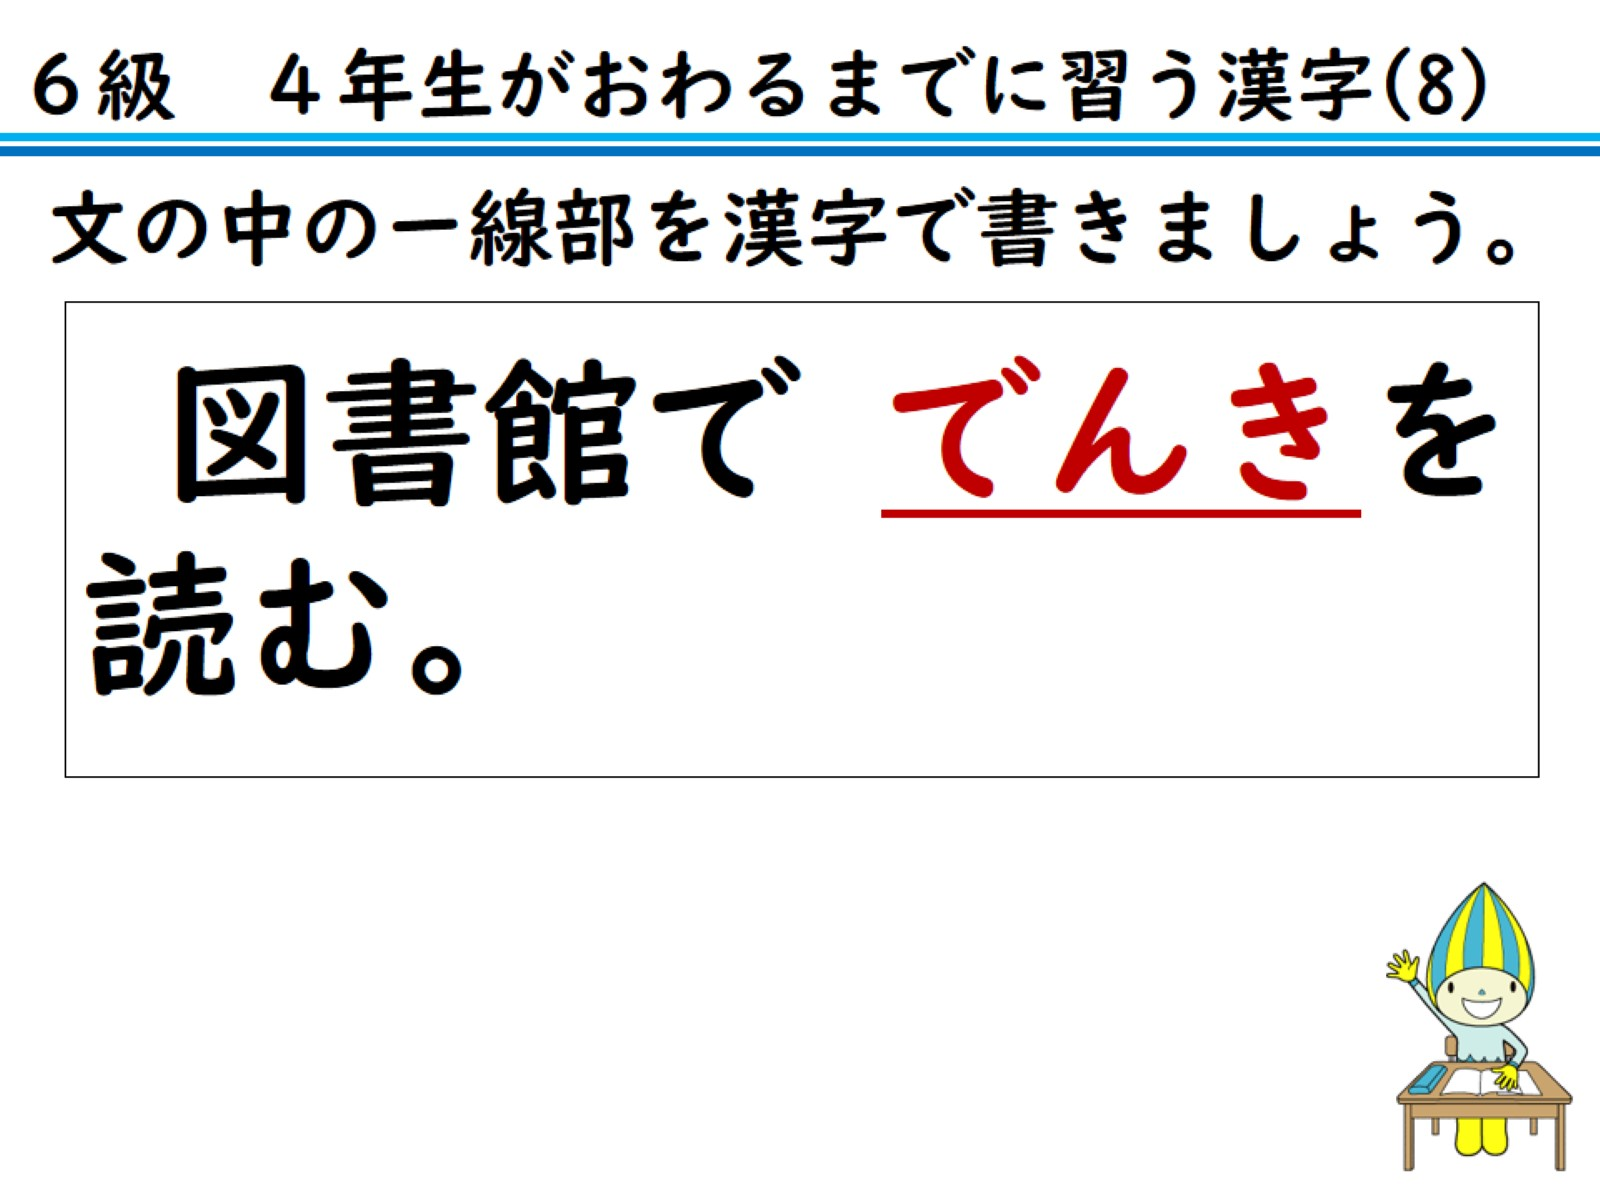 ６級　４年生がおわるまでに習う漢字(8)
文の中の一線部を漢字で書きましょう。
図書館で でんきを
読む。